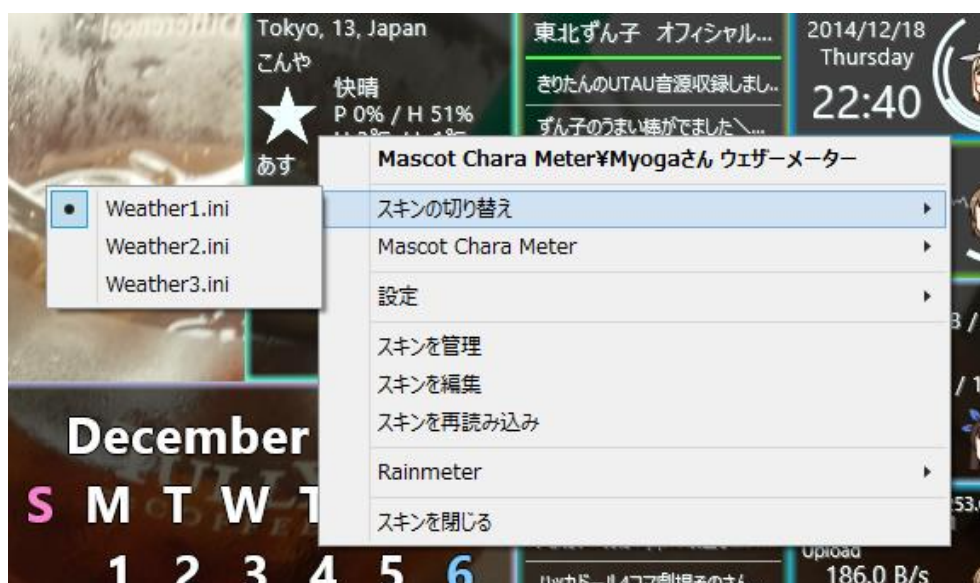 Tokyo, 13, Japan
こんや
快晴
P 0% / H 51%
あす
東北ずん子 オフィシャル...
きりたんのUTAU音源収録しまし..
ずん子のうまい棒がでました＼...
2014/12/18
Thursday
22:40
Mascot Chara Meter¥Myogaさん ウェザーメーター
スキンの切り替え
Weather1.ini
Weather2.ini
Weather3.ini
Mascot Chara Meter
設定
スキンを管理
スキンを編集
スキンを再読み込み
Rainmeter
スキンを閉じる
December
S M T W T
1 2 3 4 5 6
Upload
186.0 B/s